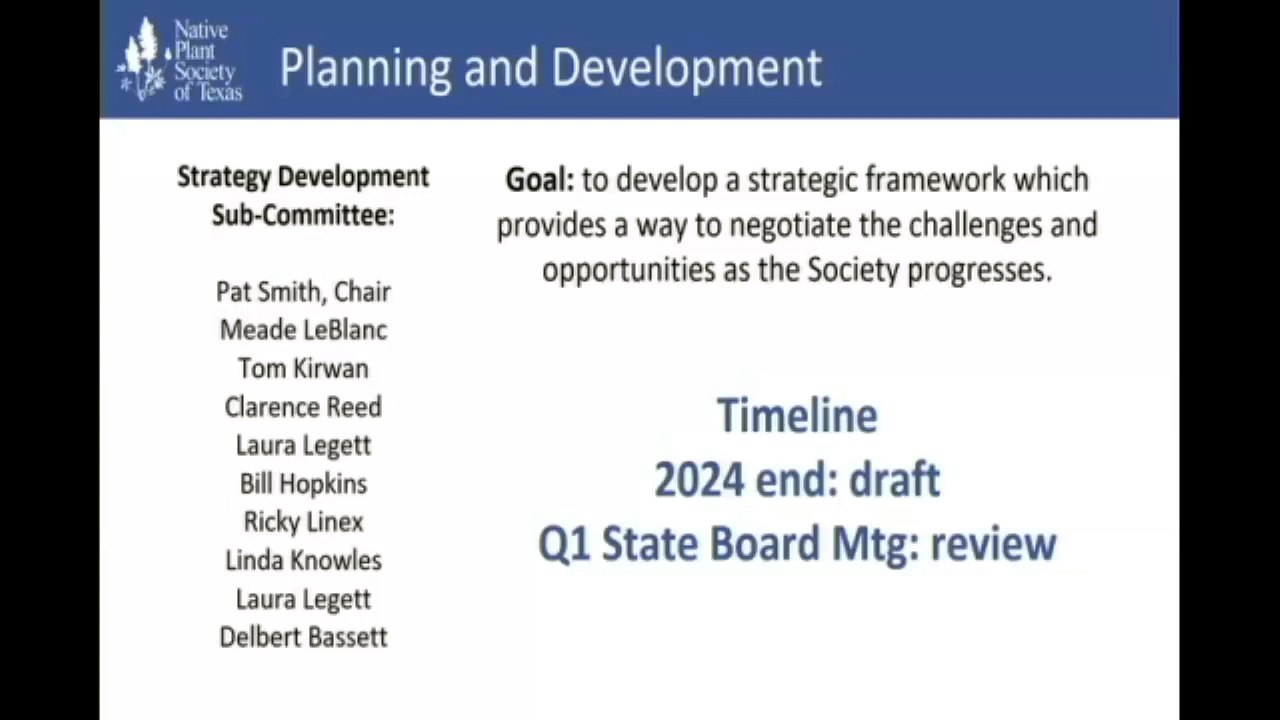 Native
Plant
Society
of Texas
Planning and Development
Strategy Development
Sub-Committee:
Pat Smith, Chair
Meade LeBlanc
Tom Kirwan
Clarence Reed
Laura Legett
Bill Hopkins
Ricky Linex
Linda Knowles
Laura Legett
Delbert Bassett
Goal: to develop a strategic framework which
provides a way to negotiate the challenges and
opportunities as the Society progresses.
Timeline
2024 end: draft
Q1 State Board Mtg: review